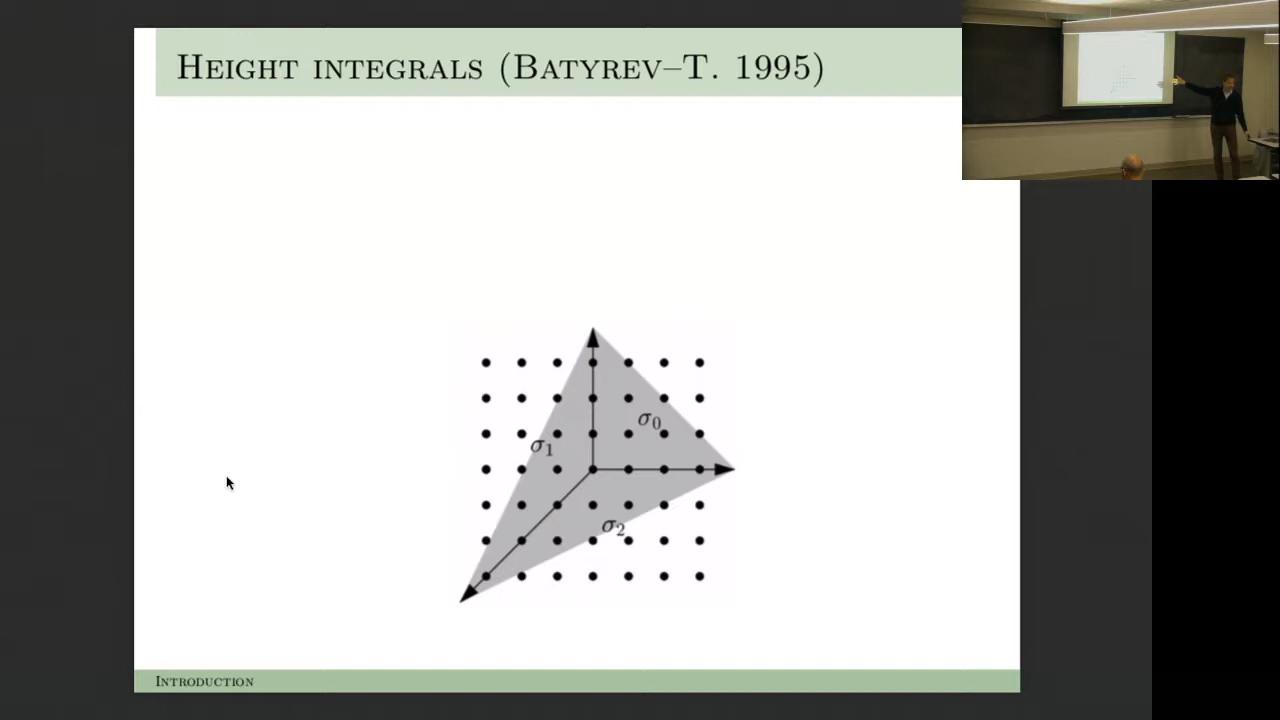 Height integrals (Batyrev–T. 1995)
σ₀
σ₁
σ₂
Introduction